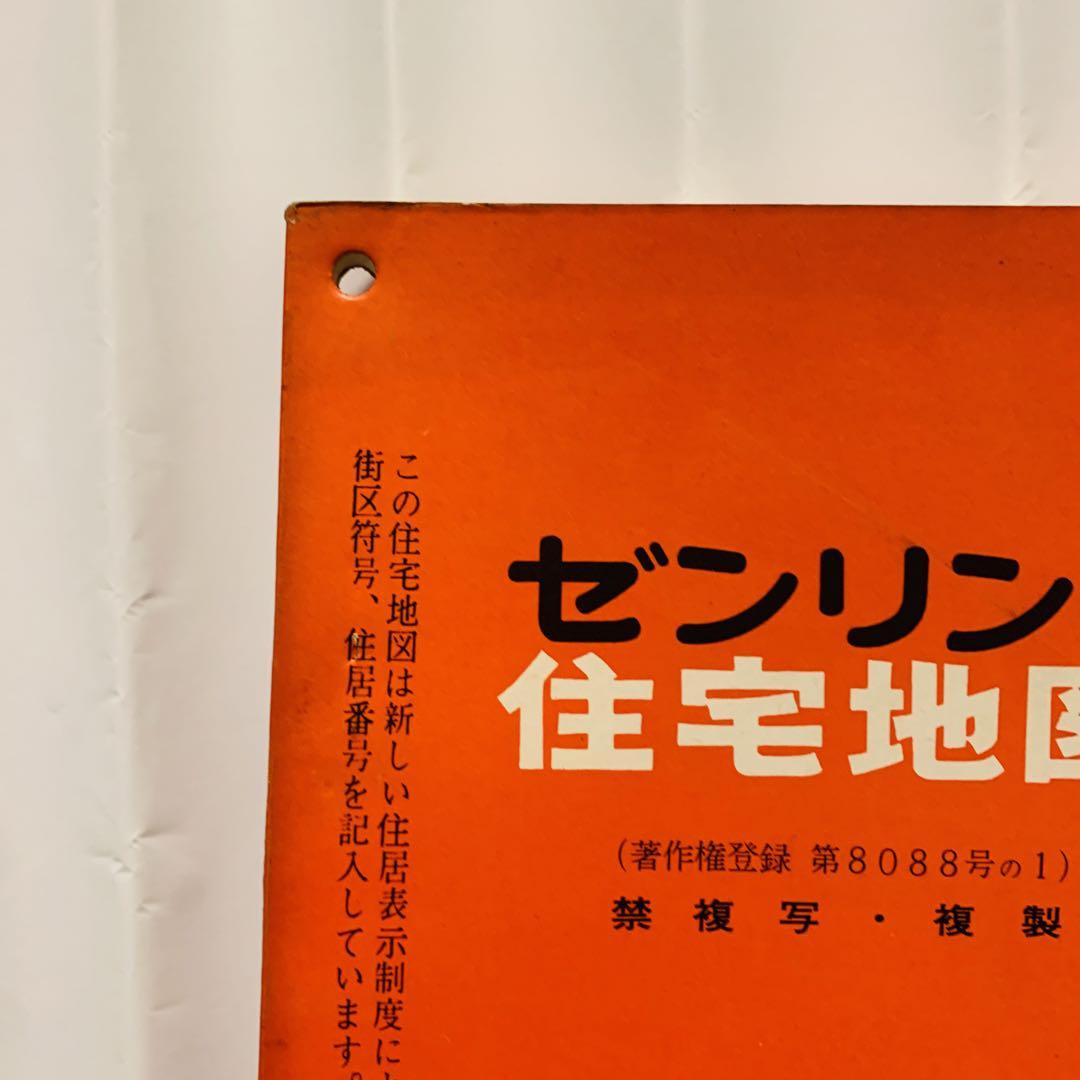 ゼンリン
住宅地図
(著作権登録 第8088号の1)
禁複写・複製
この住宅地図は新しい住居表示制度に
街区符号、住居番号を記入しています。